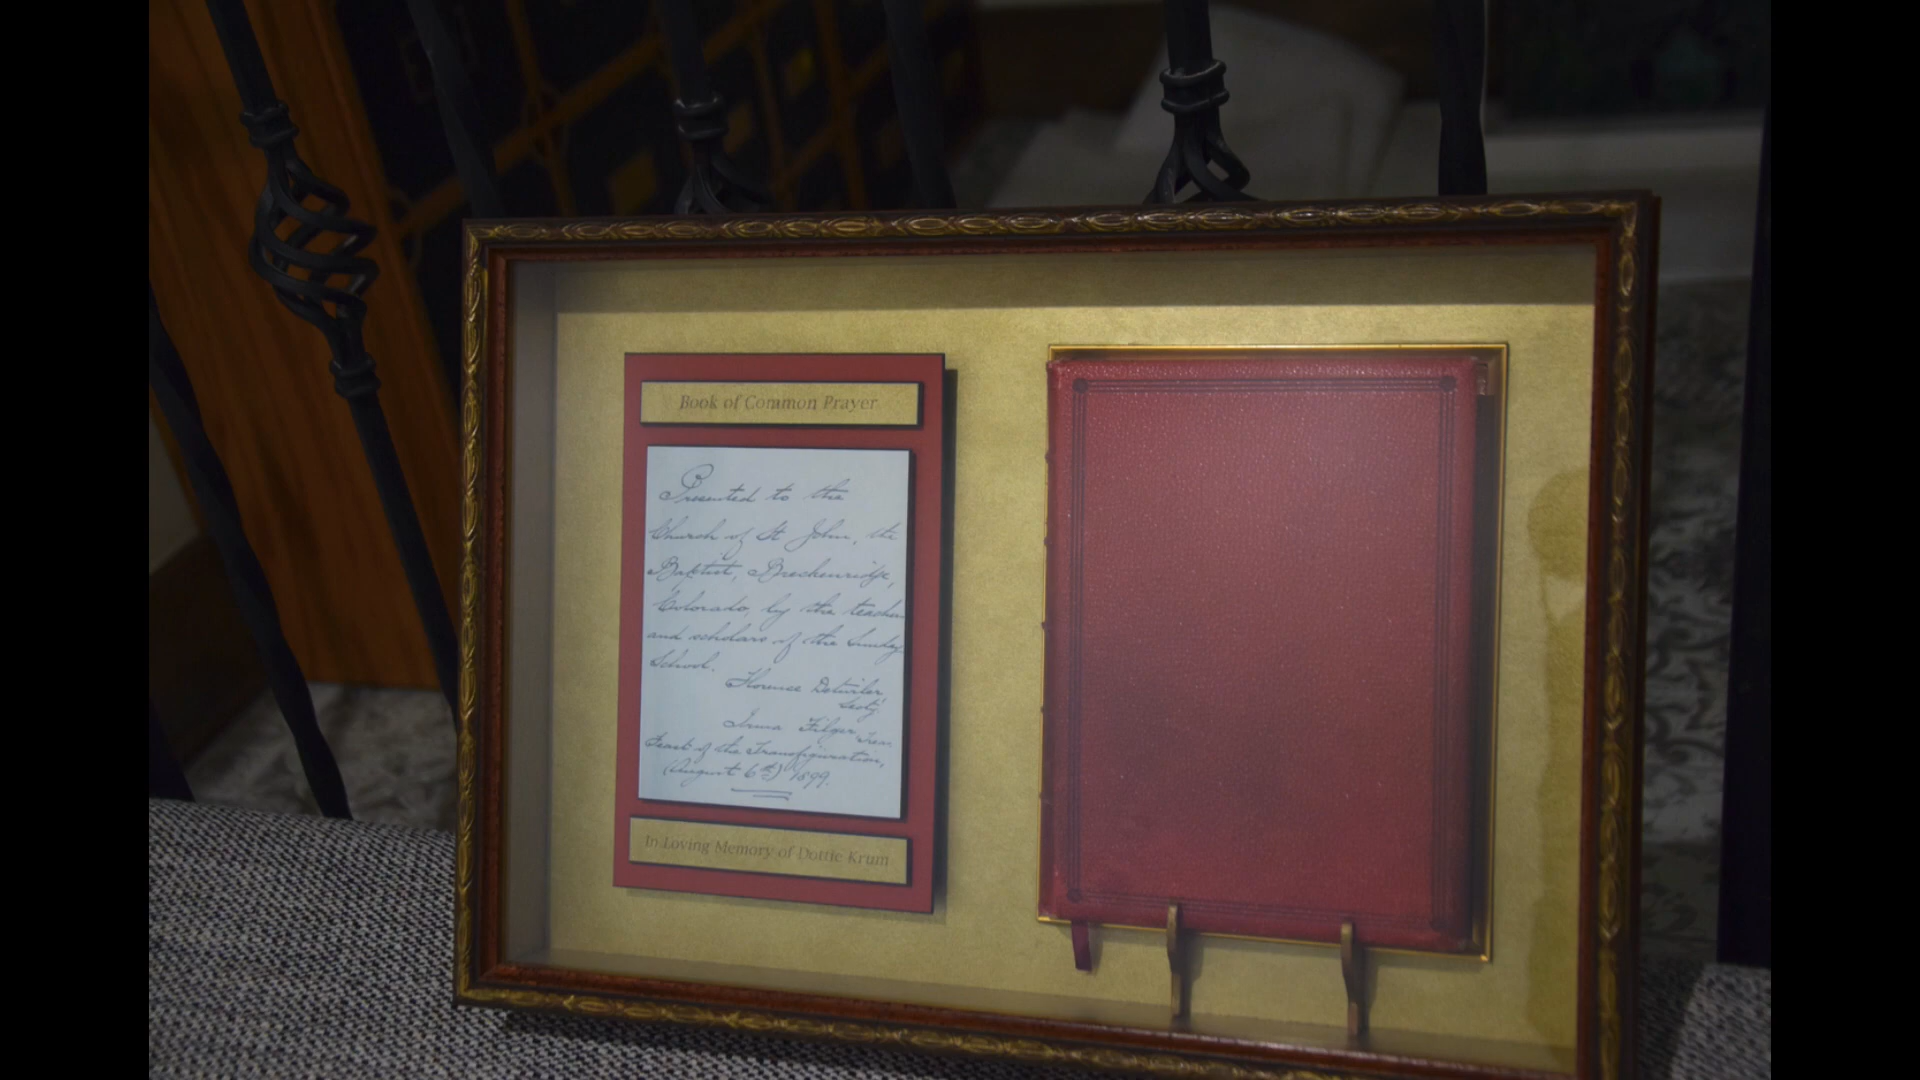 Book of Common Prayer
Presented to the
Church of St John, the
Baptist, Breckenridge,
Colorado, by the teachers
and scholars of the Sunday
School.
Florence Detwiler
Secty.
Irma Filger, Treas.
Feast of the Transfiguration,
(August 6th) 1899.
In Loving Memory of Dottie Krum